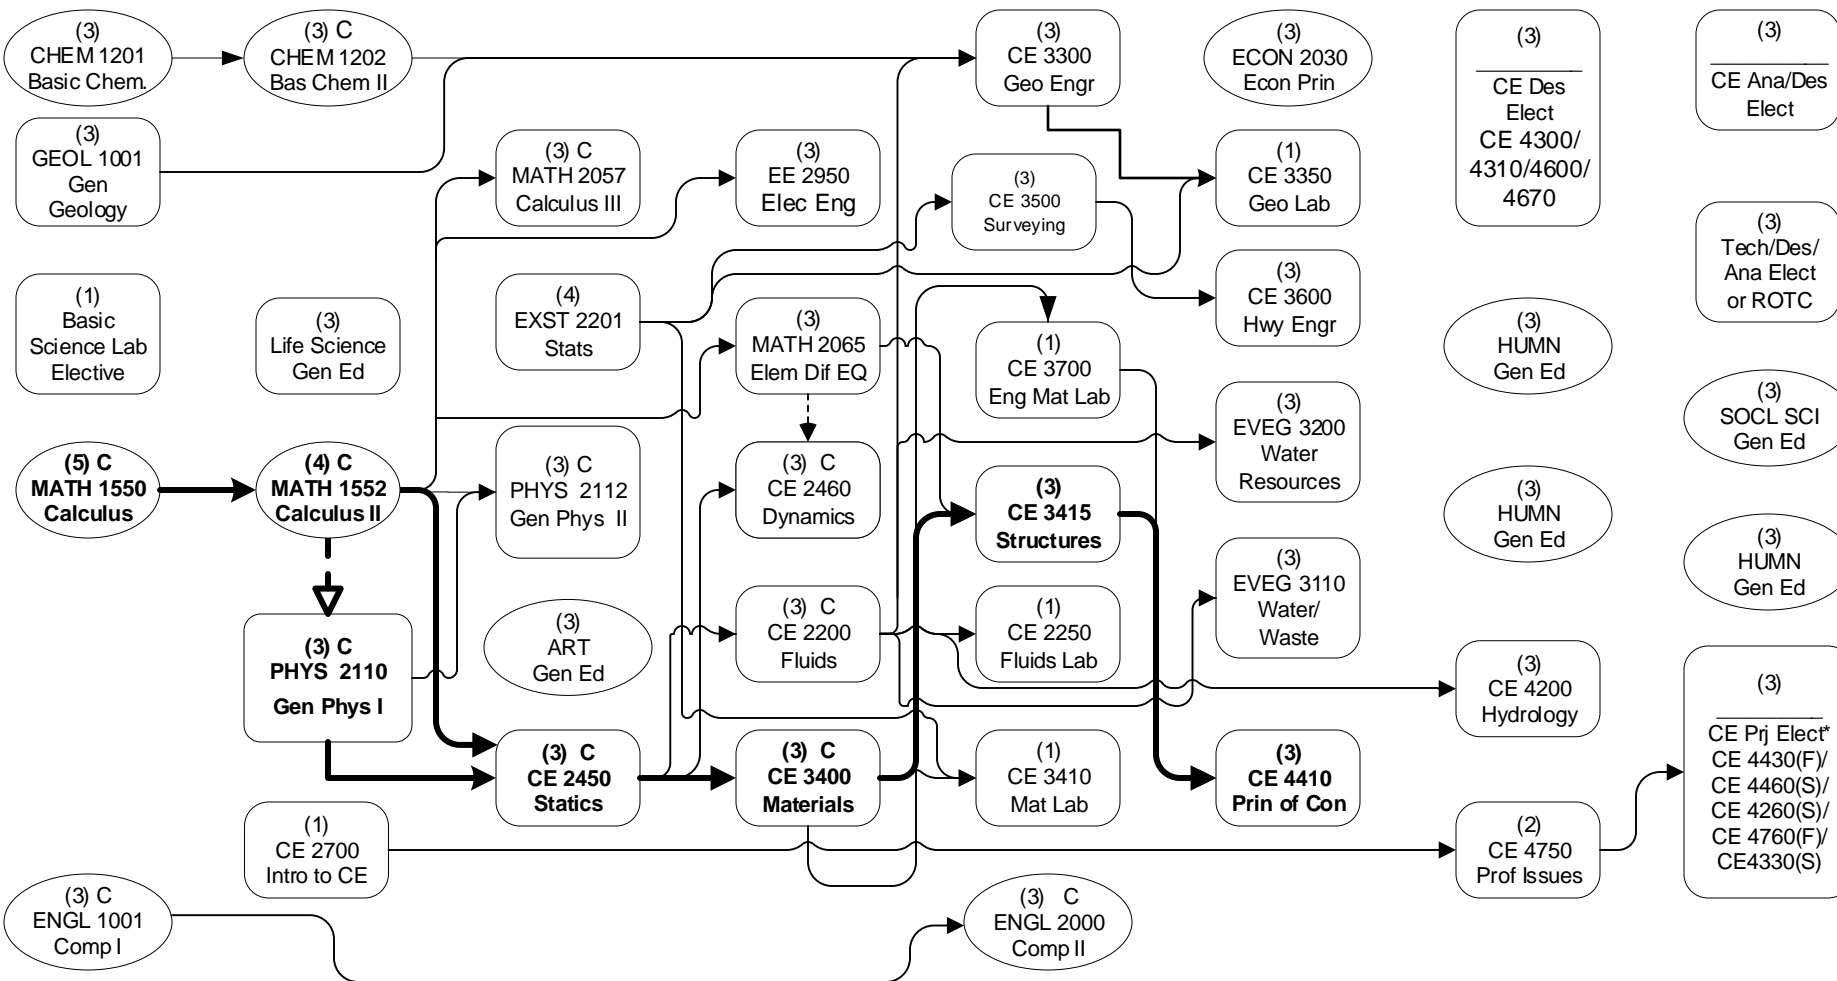 (3)
CHEM 1201
Basic Chem.
(3) C
CHEM 1202
Bas Chem II
(3)
CE 3300
Geo Engr
(3)
ECON 2030
Econ Prin
(3)
CE Des
Elect
CE 4300/
4310/4600/
4670
(3)
CE Ana/Des
Elect
(3)
GEOL 1001
Gen
Geology
(3) C
MATH 2057
Calculus III
(3)
EE 2950
Elec Eng
(3)
CE 3500
Surveying
(1)
CE 3350
Geo Lab
(3)
Tech/Des/
Ana Elect
or ROTC
(1)
Basic
Science Lab
Elective
(3)
Life Science
Gen Ed
(4)
EXST 2201
Stats
(3)
MATH 2065
Elem Dif EQ
(1)
CE 3700
Eng Mat Lab
(3)
CE 3600
Hwy Engr
(3)
HUMN
Gen Ed
(3)
SOCL SCI
Gen Ed
(5) C
MATH 1550
Calculus
(4) C
MATH 1552
Calculus II
(3) C
PHYS 2112
Gen Phys II
(3) C
CE 2460
Dynamics
(3)
CE 3415
Structures
(3)
EVEG 3200
Water
Resources
(3)
HUMN
Gen Ed
(3)
HUMN
Gen Ed
(3) C
PHYS 2110
Gen Phys I
(3)
ART
Gen Ed
(3) C
CE 2200
Fluids
(1)
CE 2250
Fluids Lab
(3)
EVEG 3110
Water/
Waste
(3)
CE 4200
Hydrology
(3)
CE Prj Elect*
CE 4430(F)/
CE 4460(S)/
CE 4260(S)/
CE 4760(F)/
CE4330(S)
(3) C
CE 2450
Statics
(3) C
CE 3400
Materials
(1)
CE 3410
Mat Lab
(3)
CE 4410
Prin of Con
(1)
CE 2700
Intro to CE
(2)
CE 4750
Prof Issues
(3) C
ENGL 1001
Comp I
(3) C
ENGL 2000
Comp II